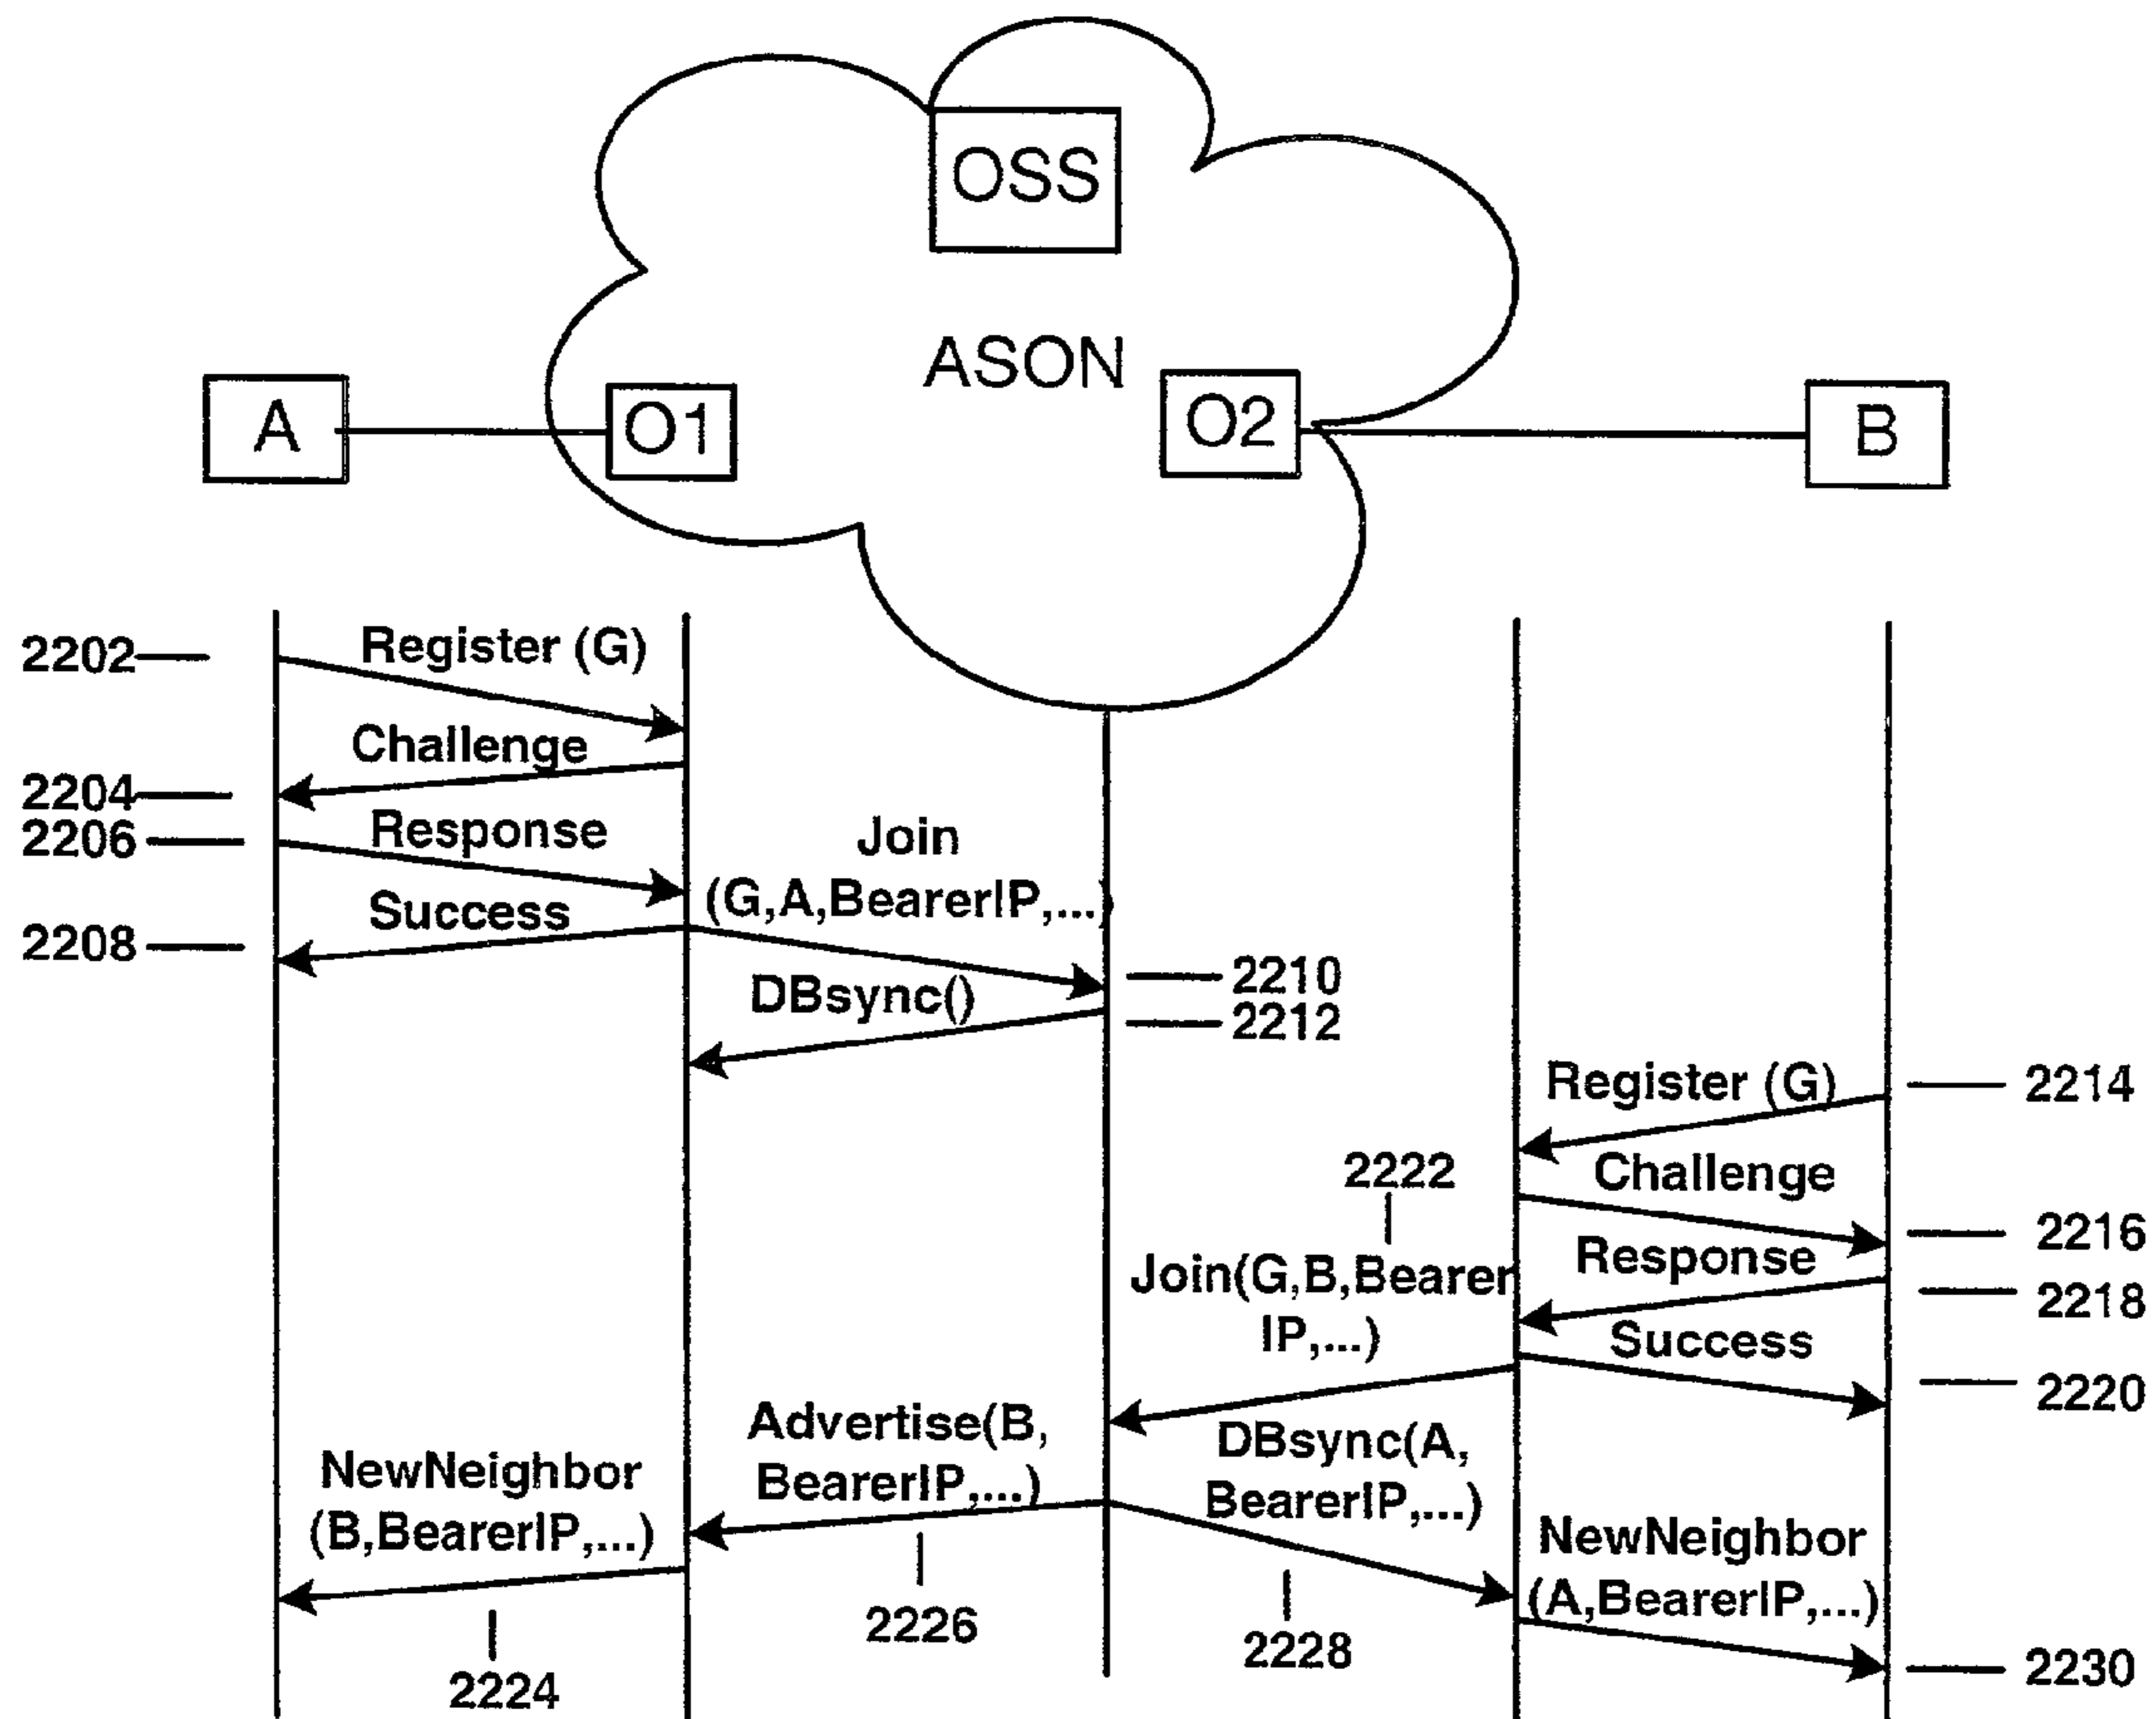 OSS
ASON
A
O1
O2
B
2202
Register (G)
Challenge
2204
2206
Response
Join
(G,A,BearerIP,...)
Success
2208
2210
DBsync()
2212
Register (G)
2214
2222
Challenge
2216
Join(G,B,Bearer
IP,...)
Response
2218
Success
2220
Advertise(B,
BearerIP,...)
DBsync(A,
BearerIP,...)
NewNeighbor
(B,BearerIP,...)
NewNeighbor
(A,BearerIP,...)
2226
2228
2224
2230